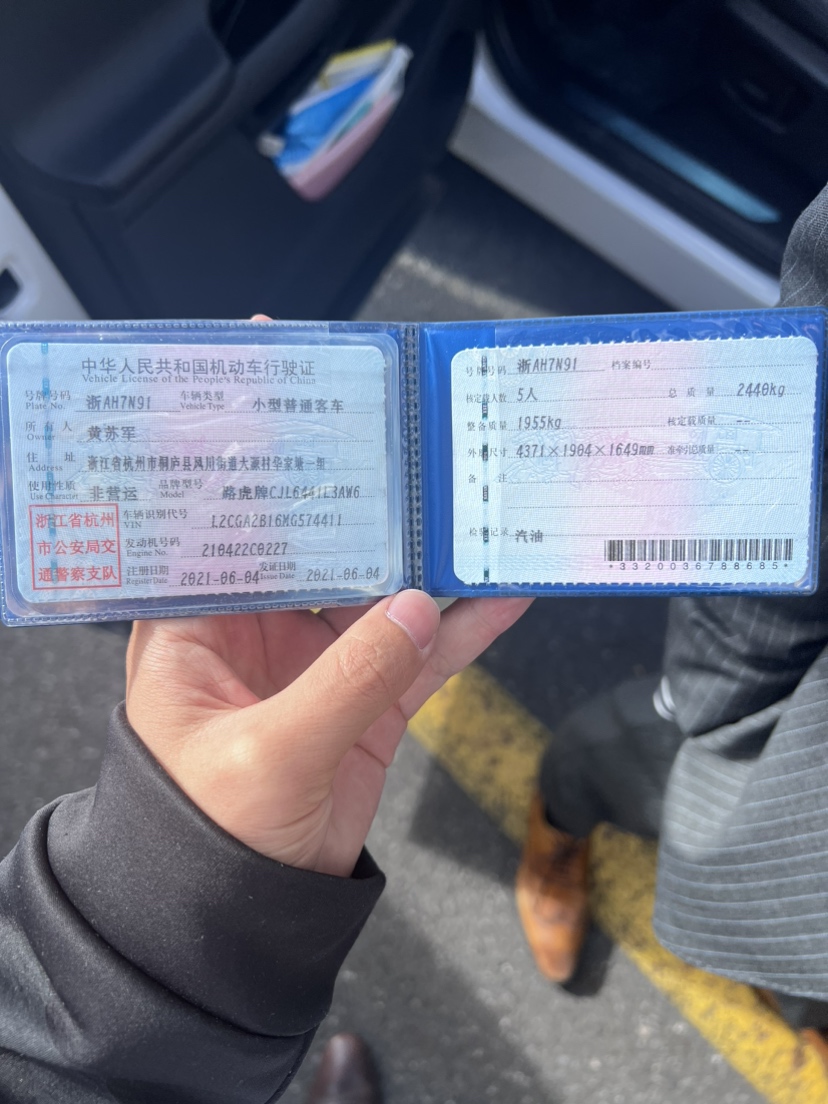 中华人民共和国机动车行驶证
Vehicle License of the People's Republic of China
号牌号码 浙AH7N91 车辆类型 小型普通客车
Plate No. Vehicle Type
所有人 黄苏军
Owner
住址 浙江省杭州市桐庐县凤川街道大源村华家塘一组
Address
使用性质 非营运 品牌型号 路虎牌CJL6441L3AW6
Use Character Model
浙江省杭州
市公安局交
通警察支队
车辆识别代号 L2CGA2B16MG574411
VIN
发动机号码 210422C0227
Engine No.
注册日期 2021-06-04 发证日期 2021-06-04
Register Date Issue Date
号牌号码 浙AH7N91 档案编号
核定载人数 5人 总质量 2440kg
整备质量 1955kg 核定载质量 --
外廓尺寸 4371×1904×1649mm 准牵引总质量 --
备注
检验记录 汽油
*3320036788685*